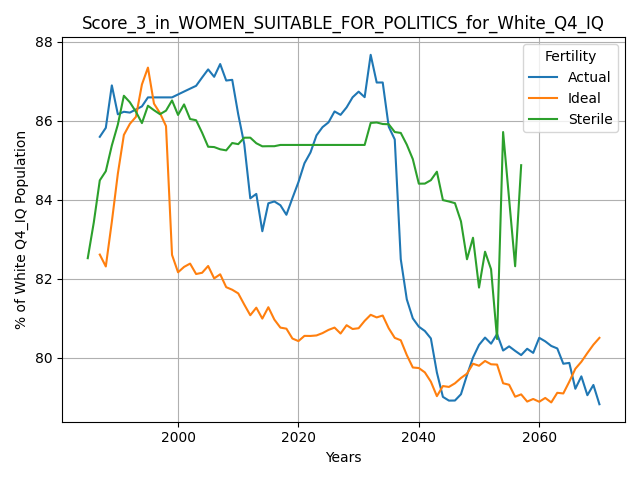 Score_3_in_WOMEN_SUITABLE_FOR_POLITICS_for_White_Q4_IQ
Fertility
Actual
Ideal
Sterile
% of White Q4_IQ Population
88
86
84
82
80
2000
2020
2040
2060
Years